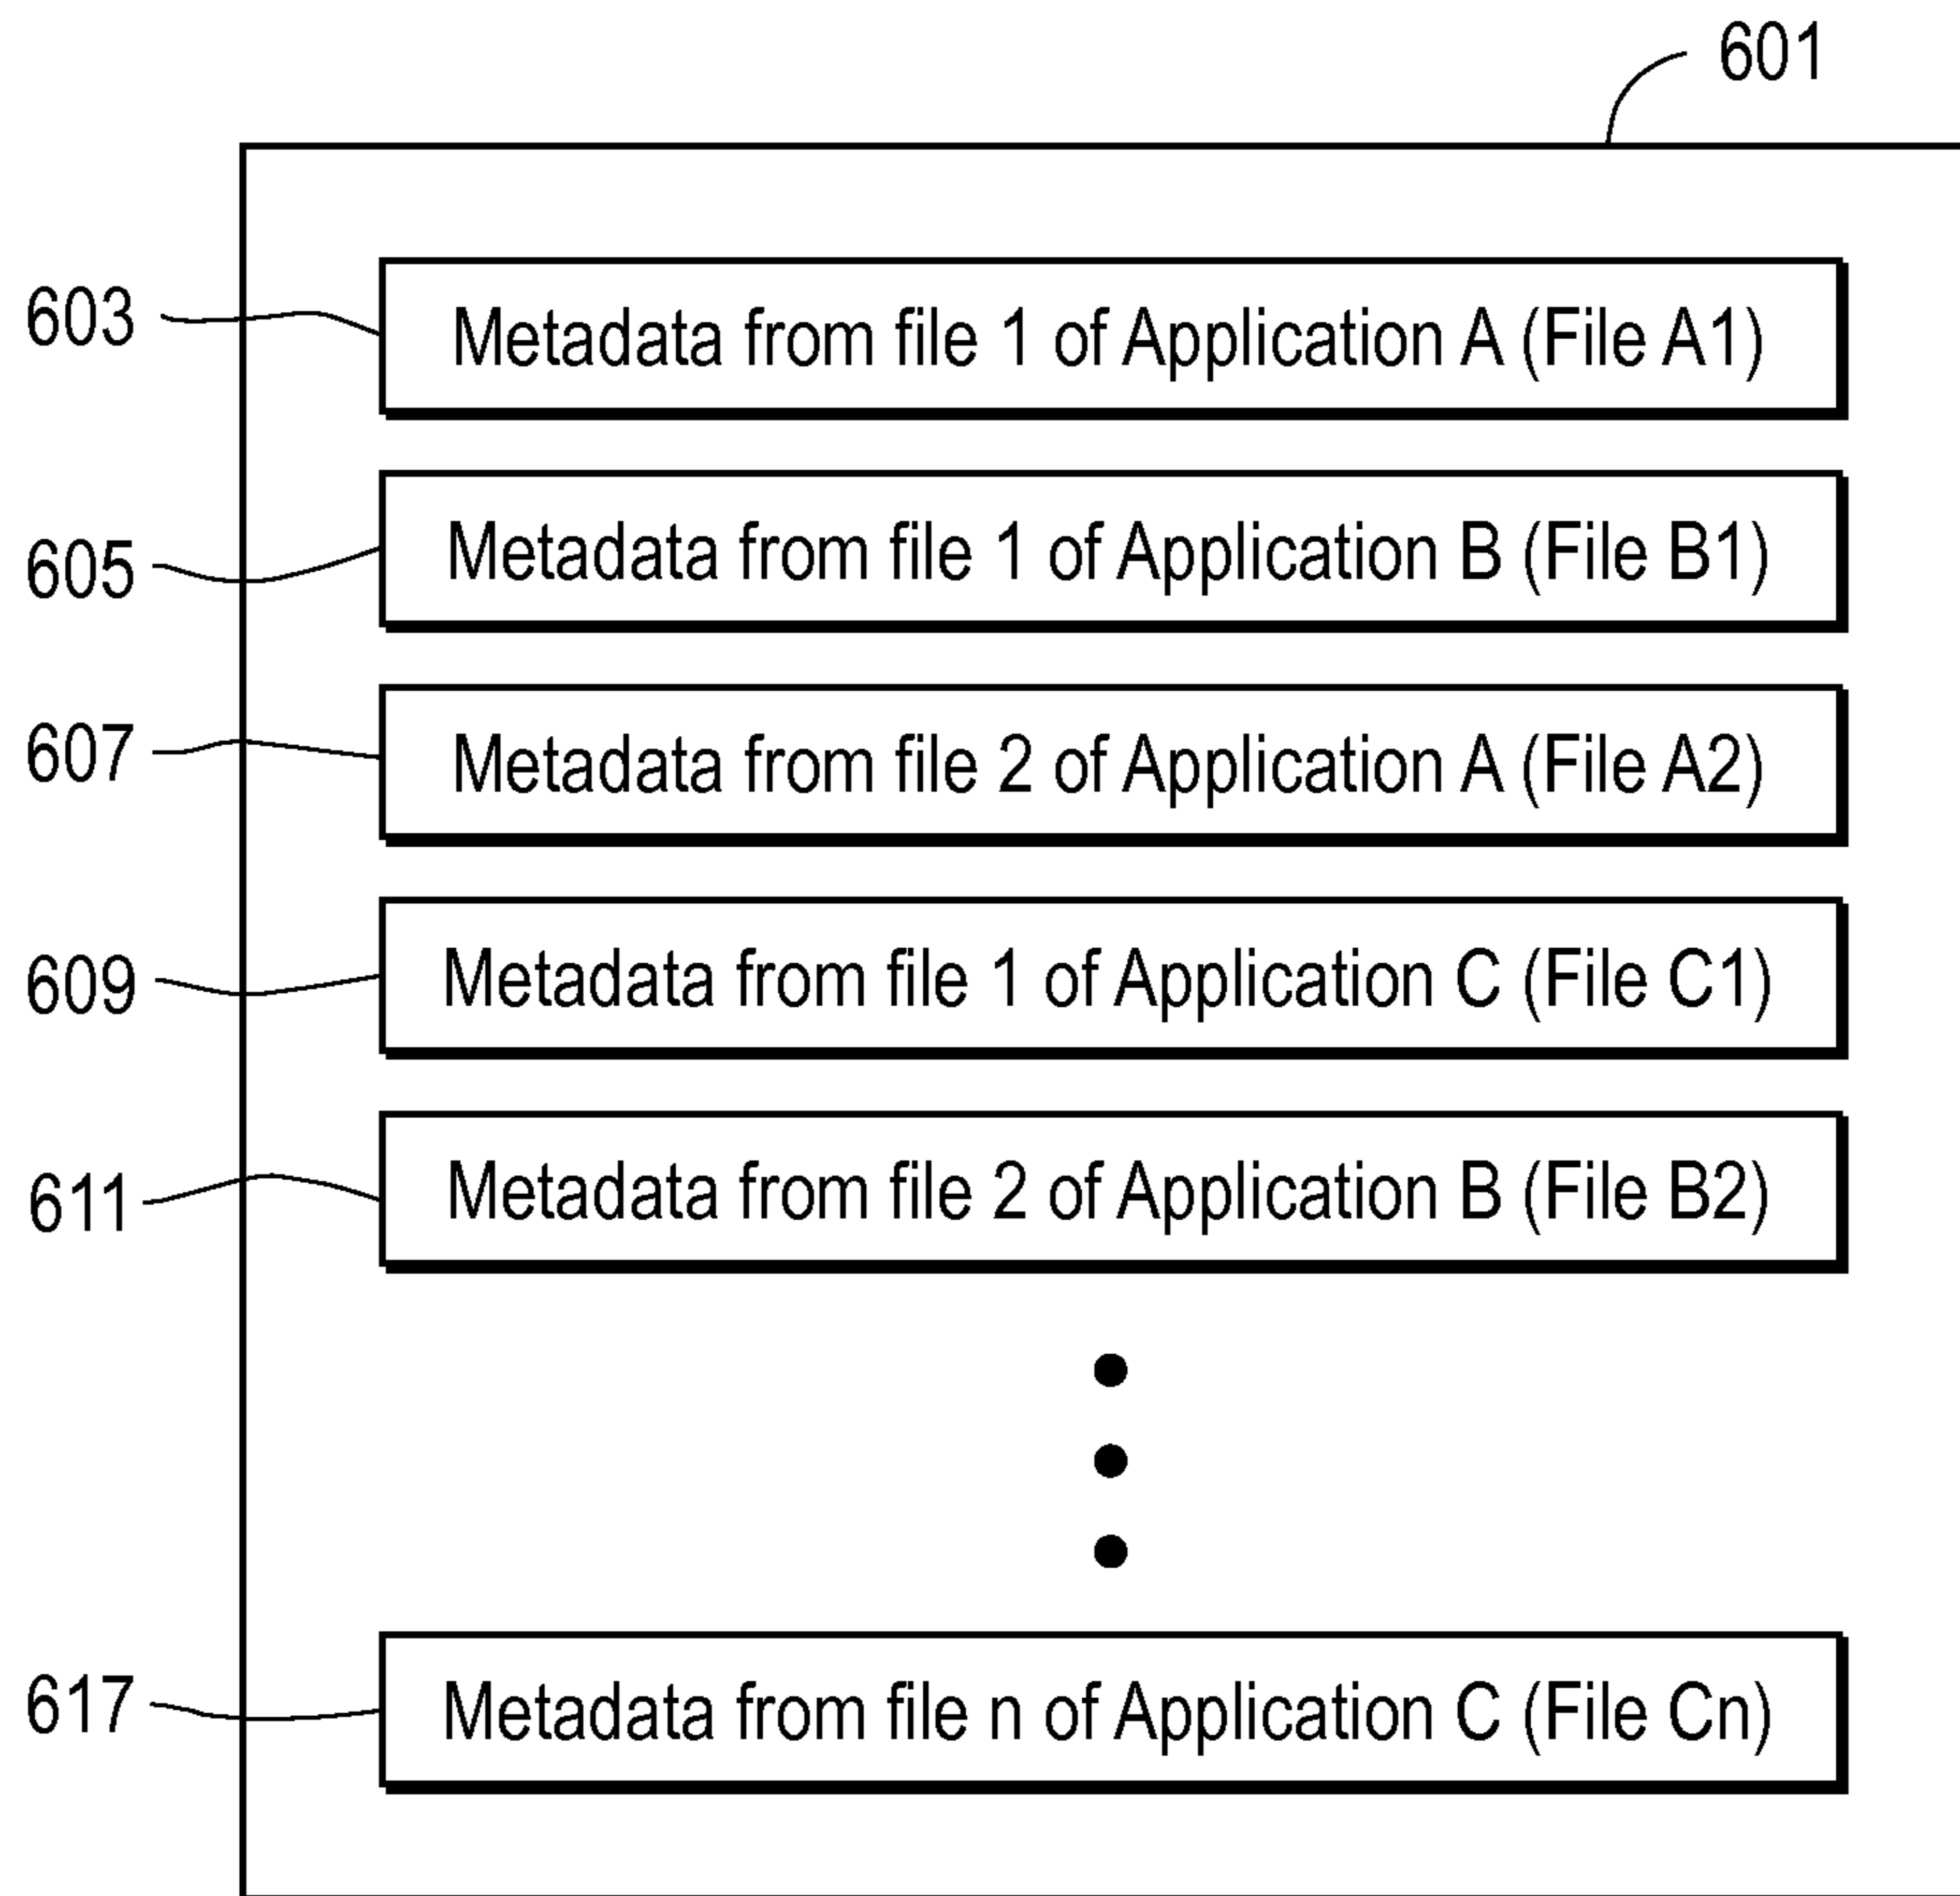 601
603 Metadata from file 1 of Application A (File A1)
605 Metadata from file 1 of Application B (File B1)
607 Metadata from file 2 of Application A (File A2)
609 Metadata from file 1 of Application C (File C1)
611 Metadata from file 2 of Application B (File B2)
617 Metadata from file n of Application C (File Cn)